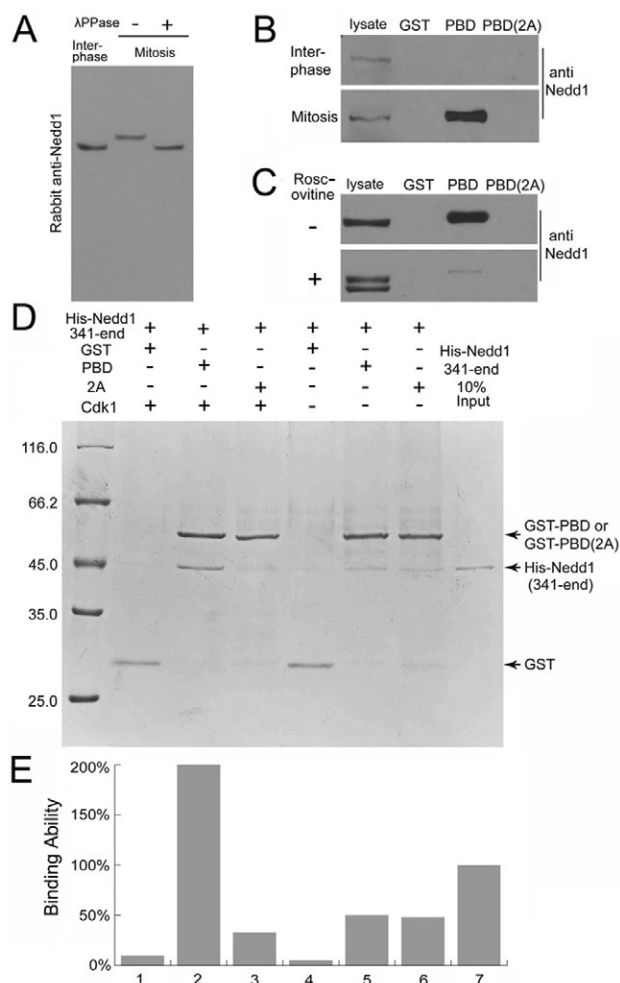 A
λPPase - +
Inter-
phase Mitosis
Rabbit anti-Nedd1
B
lysate GST PBD PBD(2A)
Inter-
phase
Mitosis
anti
Nedd1
C
Rosc-
ovitine
lysate GST PBD PBD(2A)
-
+
anti
Nedd1
D
His-Nedd1
341-end + + + + + +
GST + - - + - -
PBD - + - - + -
2A - - + - - +
Cdk1 + + + - - -
His-Nedd1
341-end
10%
Input
116.0
66.2
45.0
35.0
25.0
GST-PBD or
GST-PBD(2A)
His-Nedd1
(341-end)
GST
E
Binding Ability
200%
150%
100%
50%
0%
1 2 3 4 5 6 7